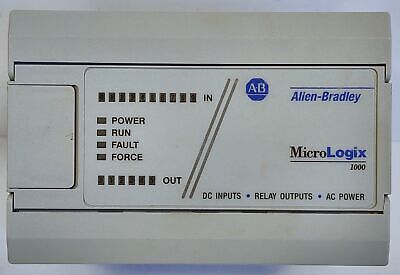 IN
AB
Allen-Bradley
POWER
RUN
FAULT
FORCE
MicroLogix
1000
OUT
DC INPUTS • RELAY OUTPUTS • AC POWER